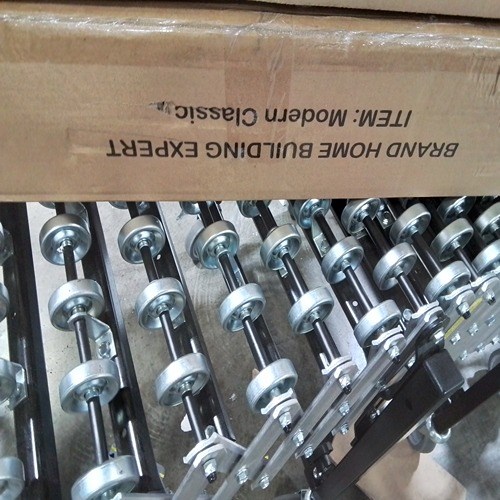 BRAND HOME BUILDING EXPERT
ITEM: Modern Classic